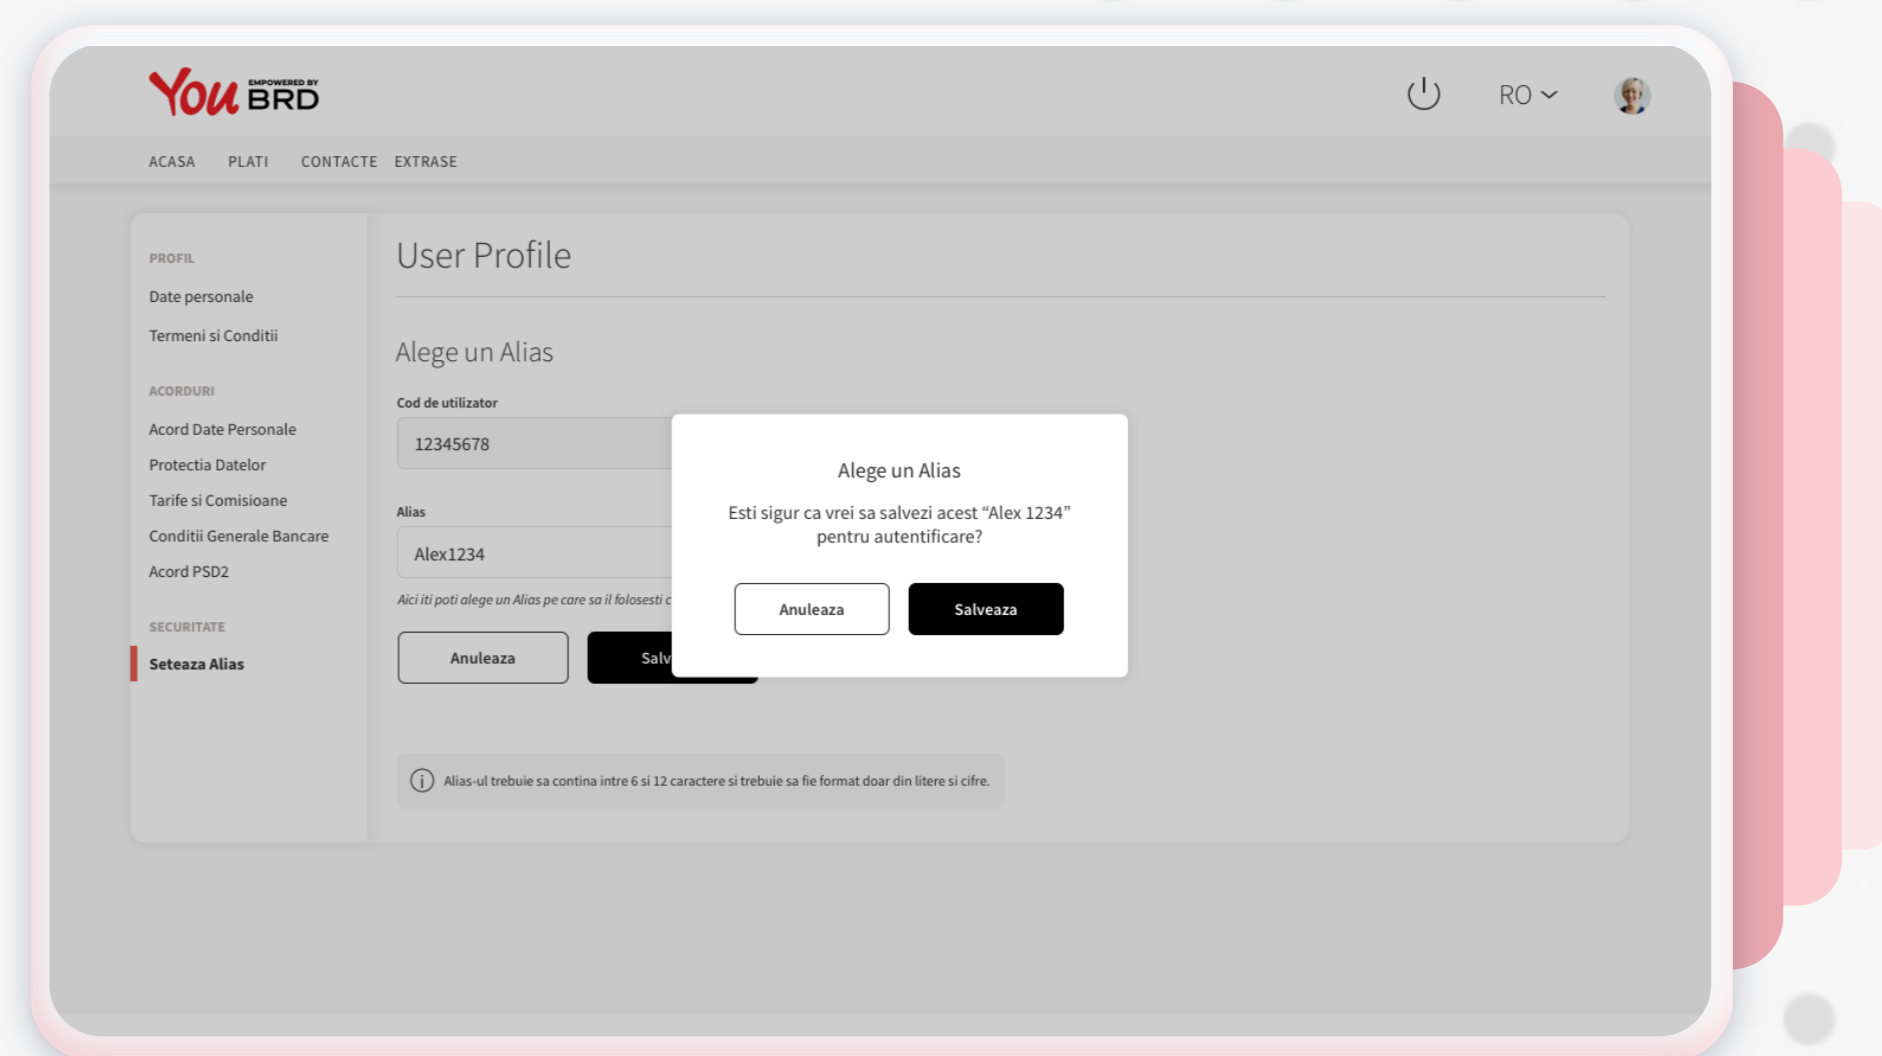 You EMPOWERED BY BRD
RO
ACASA PLATI CONTACTE EXTRASE
PROFIL
Date personale
Termeni si Conditii
ACORDURI
Acord Date Personale
Protectia Datelor
Tarife si Comisioane
Conditii Generale Bancare
Acord PSD2
SECURITATE
Seteaza Alias
User Profile
Alege un Alias
Cod de utilizator
12345678
Alias
Alex1234
Aici iti poti alege un Alias pe care sa il folosesti
Anuleaza
Alege un Alias
Esti sigur ca vrei sa salvezi acest “Alex 1234”
pentru autentificare?
Anuleaza Salveaza
Alias-ul trebuie sa contina intre 6 si 12 caractere si trebuie sa fie format doar din litere si cifre.